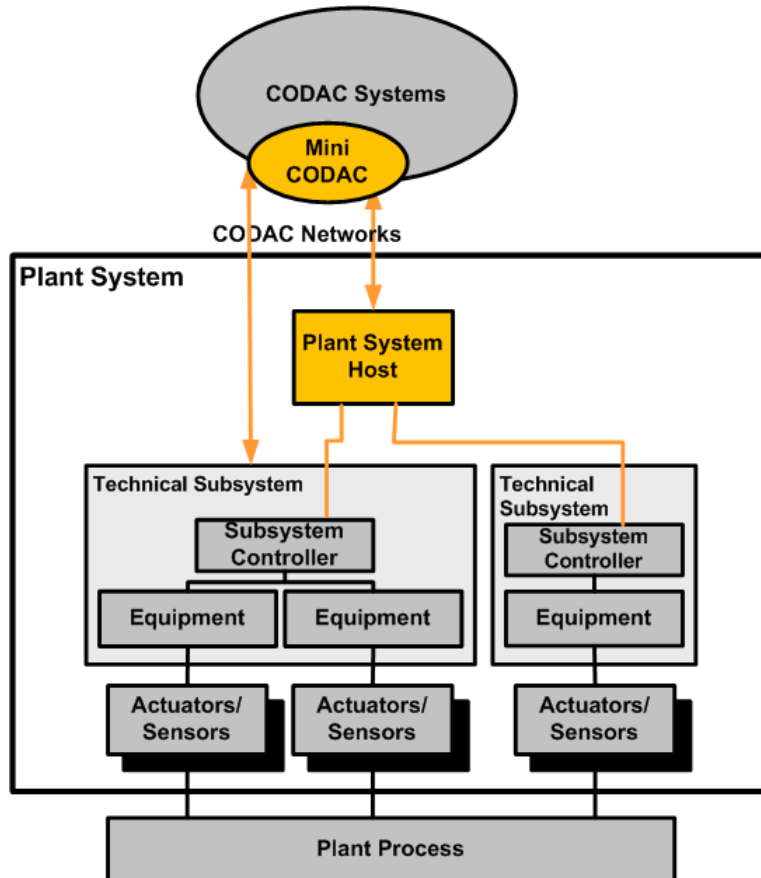 CODAC Systems
Mini
CODAC
CODAC Networks
Plant System
Plant System
Host
Technical Subsystem
Technical
Subsystem
Subsystem
Controller
Subsystem
Controller
Equipment
Equipment
Equipment
Actuators/
Sensors
Actuators/
Sensors
Actuators/
Sensors
Plant Process